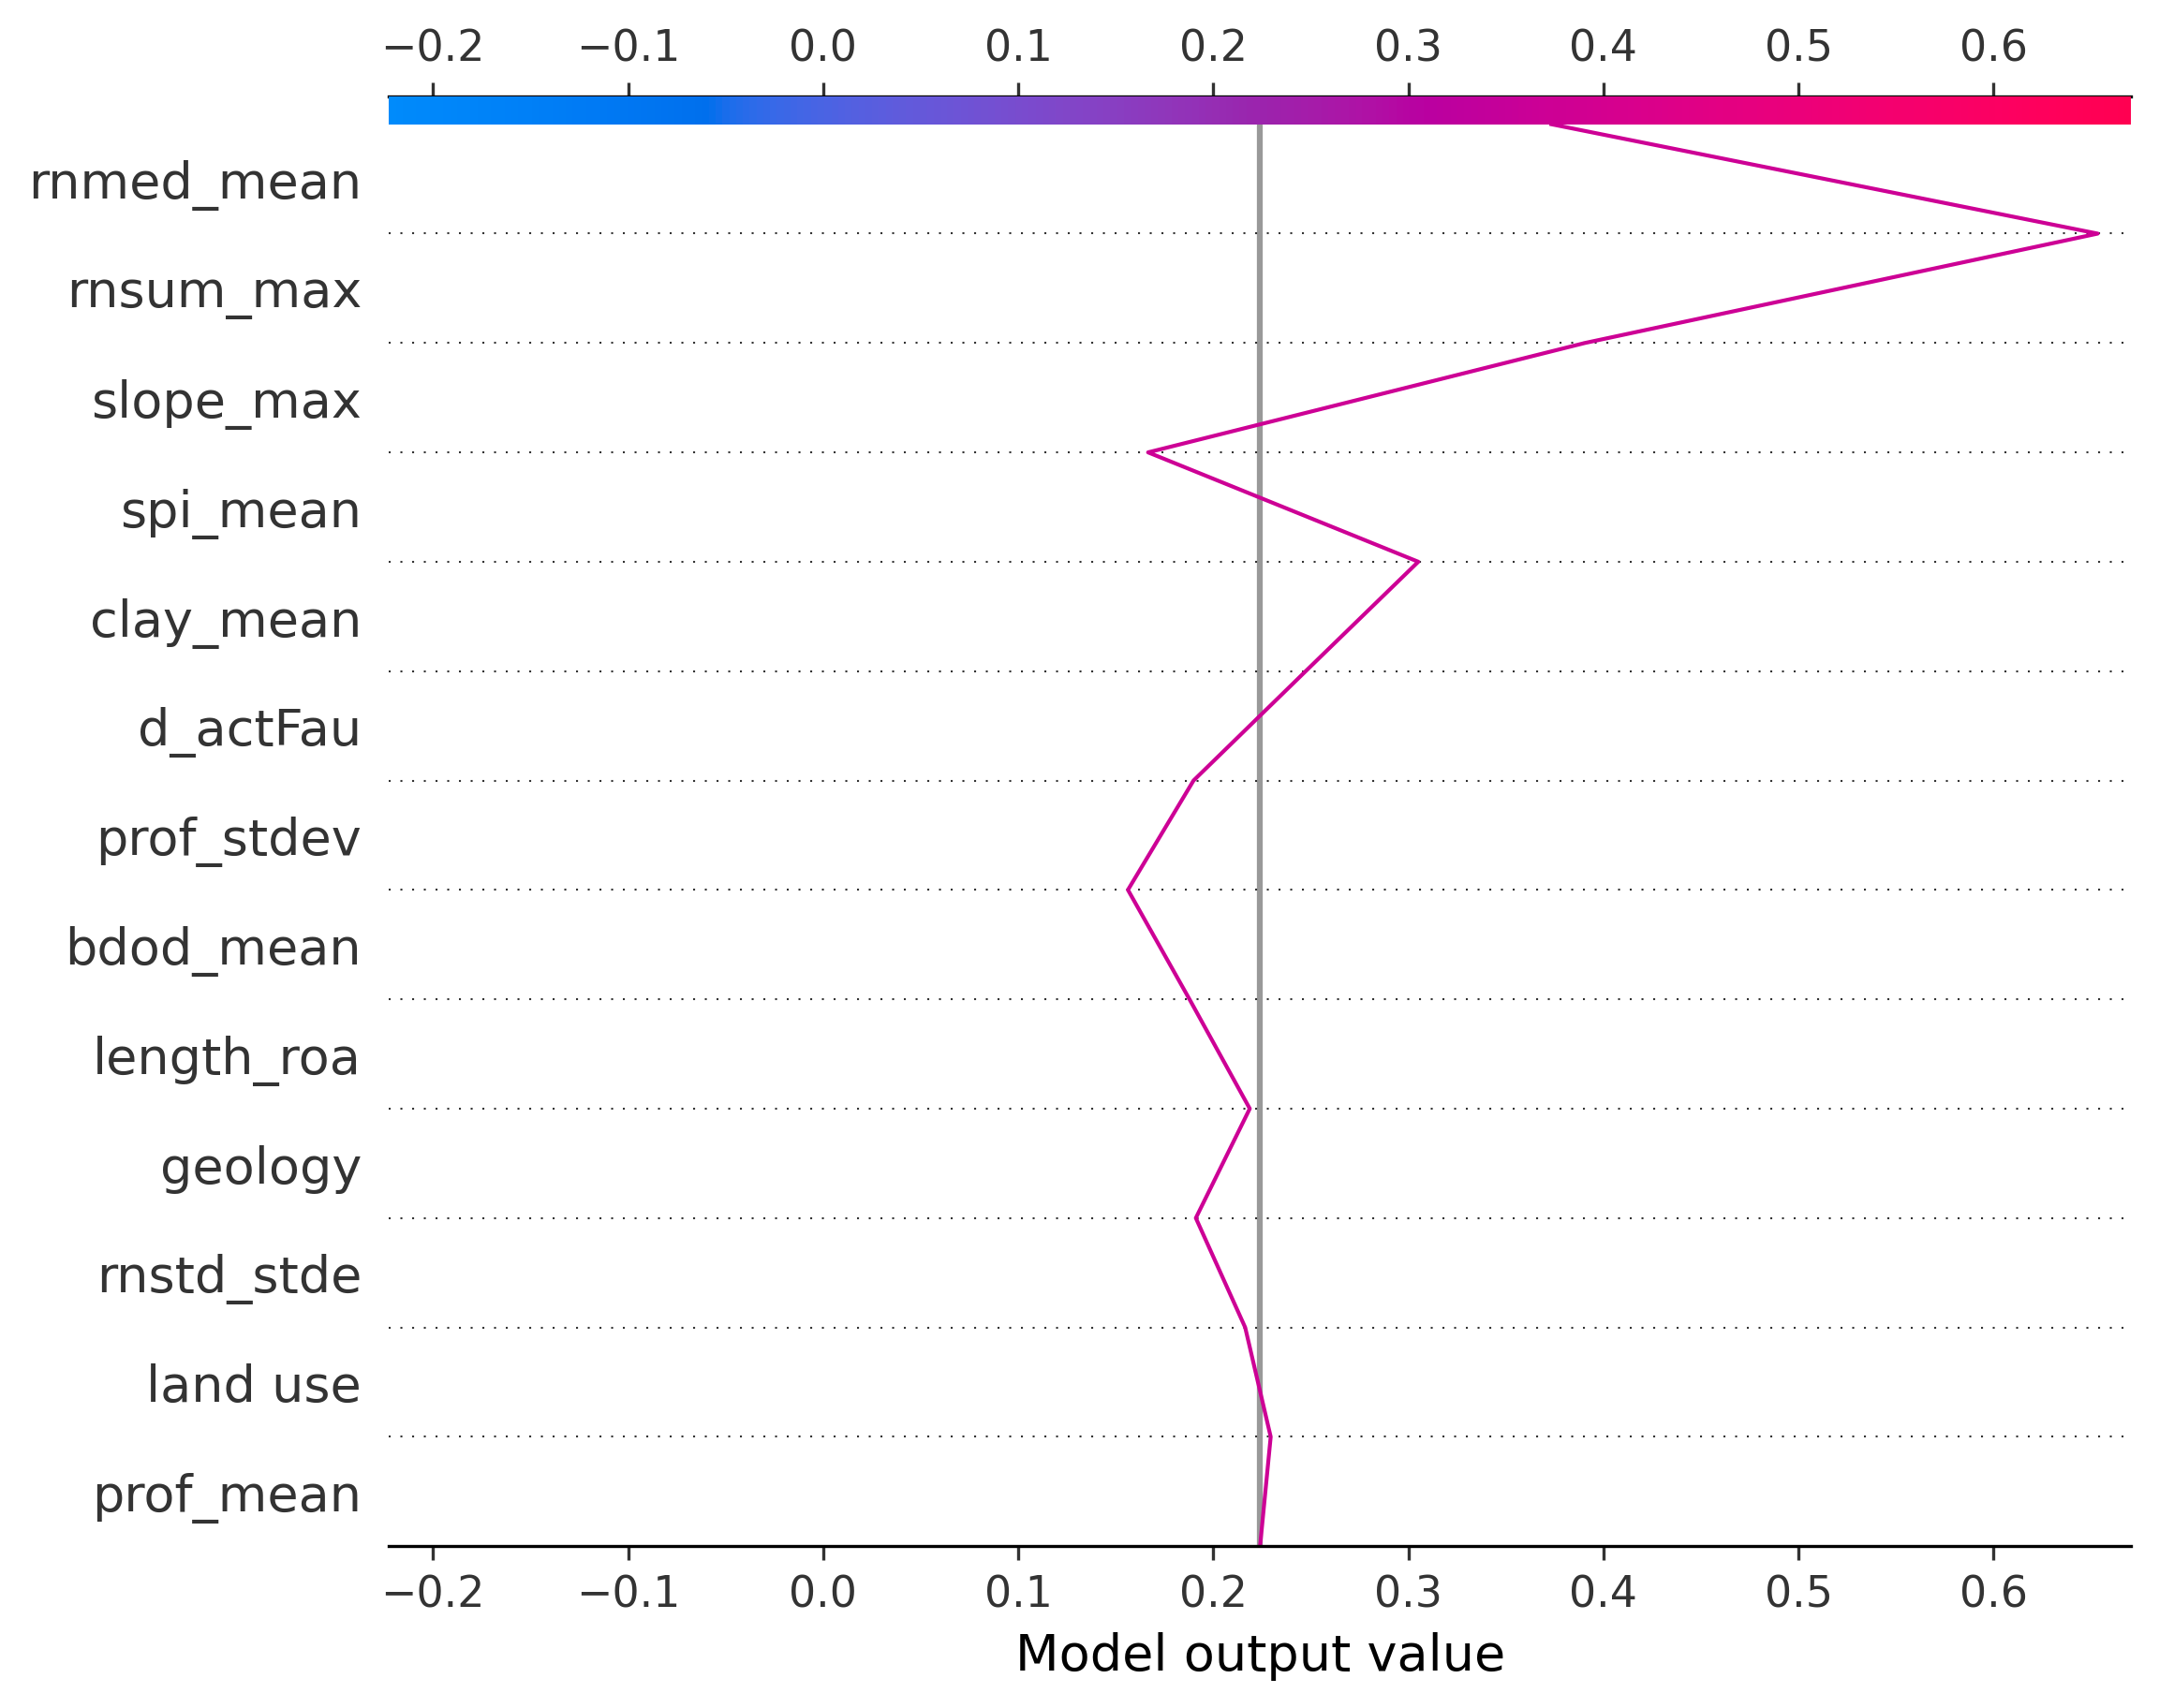 −0.2 −0.1 0.0 0.1 0.2 0.3 0.4 0.5 0.6
rnmed_mean
rnsum_max
slope_max
spi_mean
clay_mean
d_actFau
prof_stdev
bdod_mean
length_roa
geology
rnstd_stde
land use
prof_mean
−0.2 −0.1 0.0 0.1 0.2 0.3 0.4 0.5 0.6
Model output value